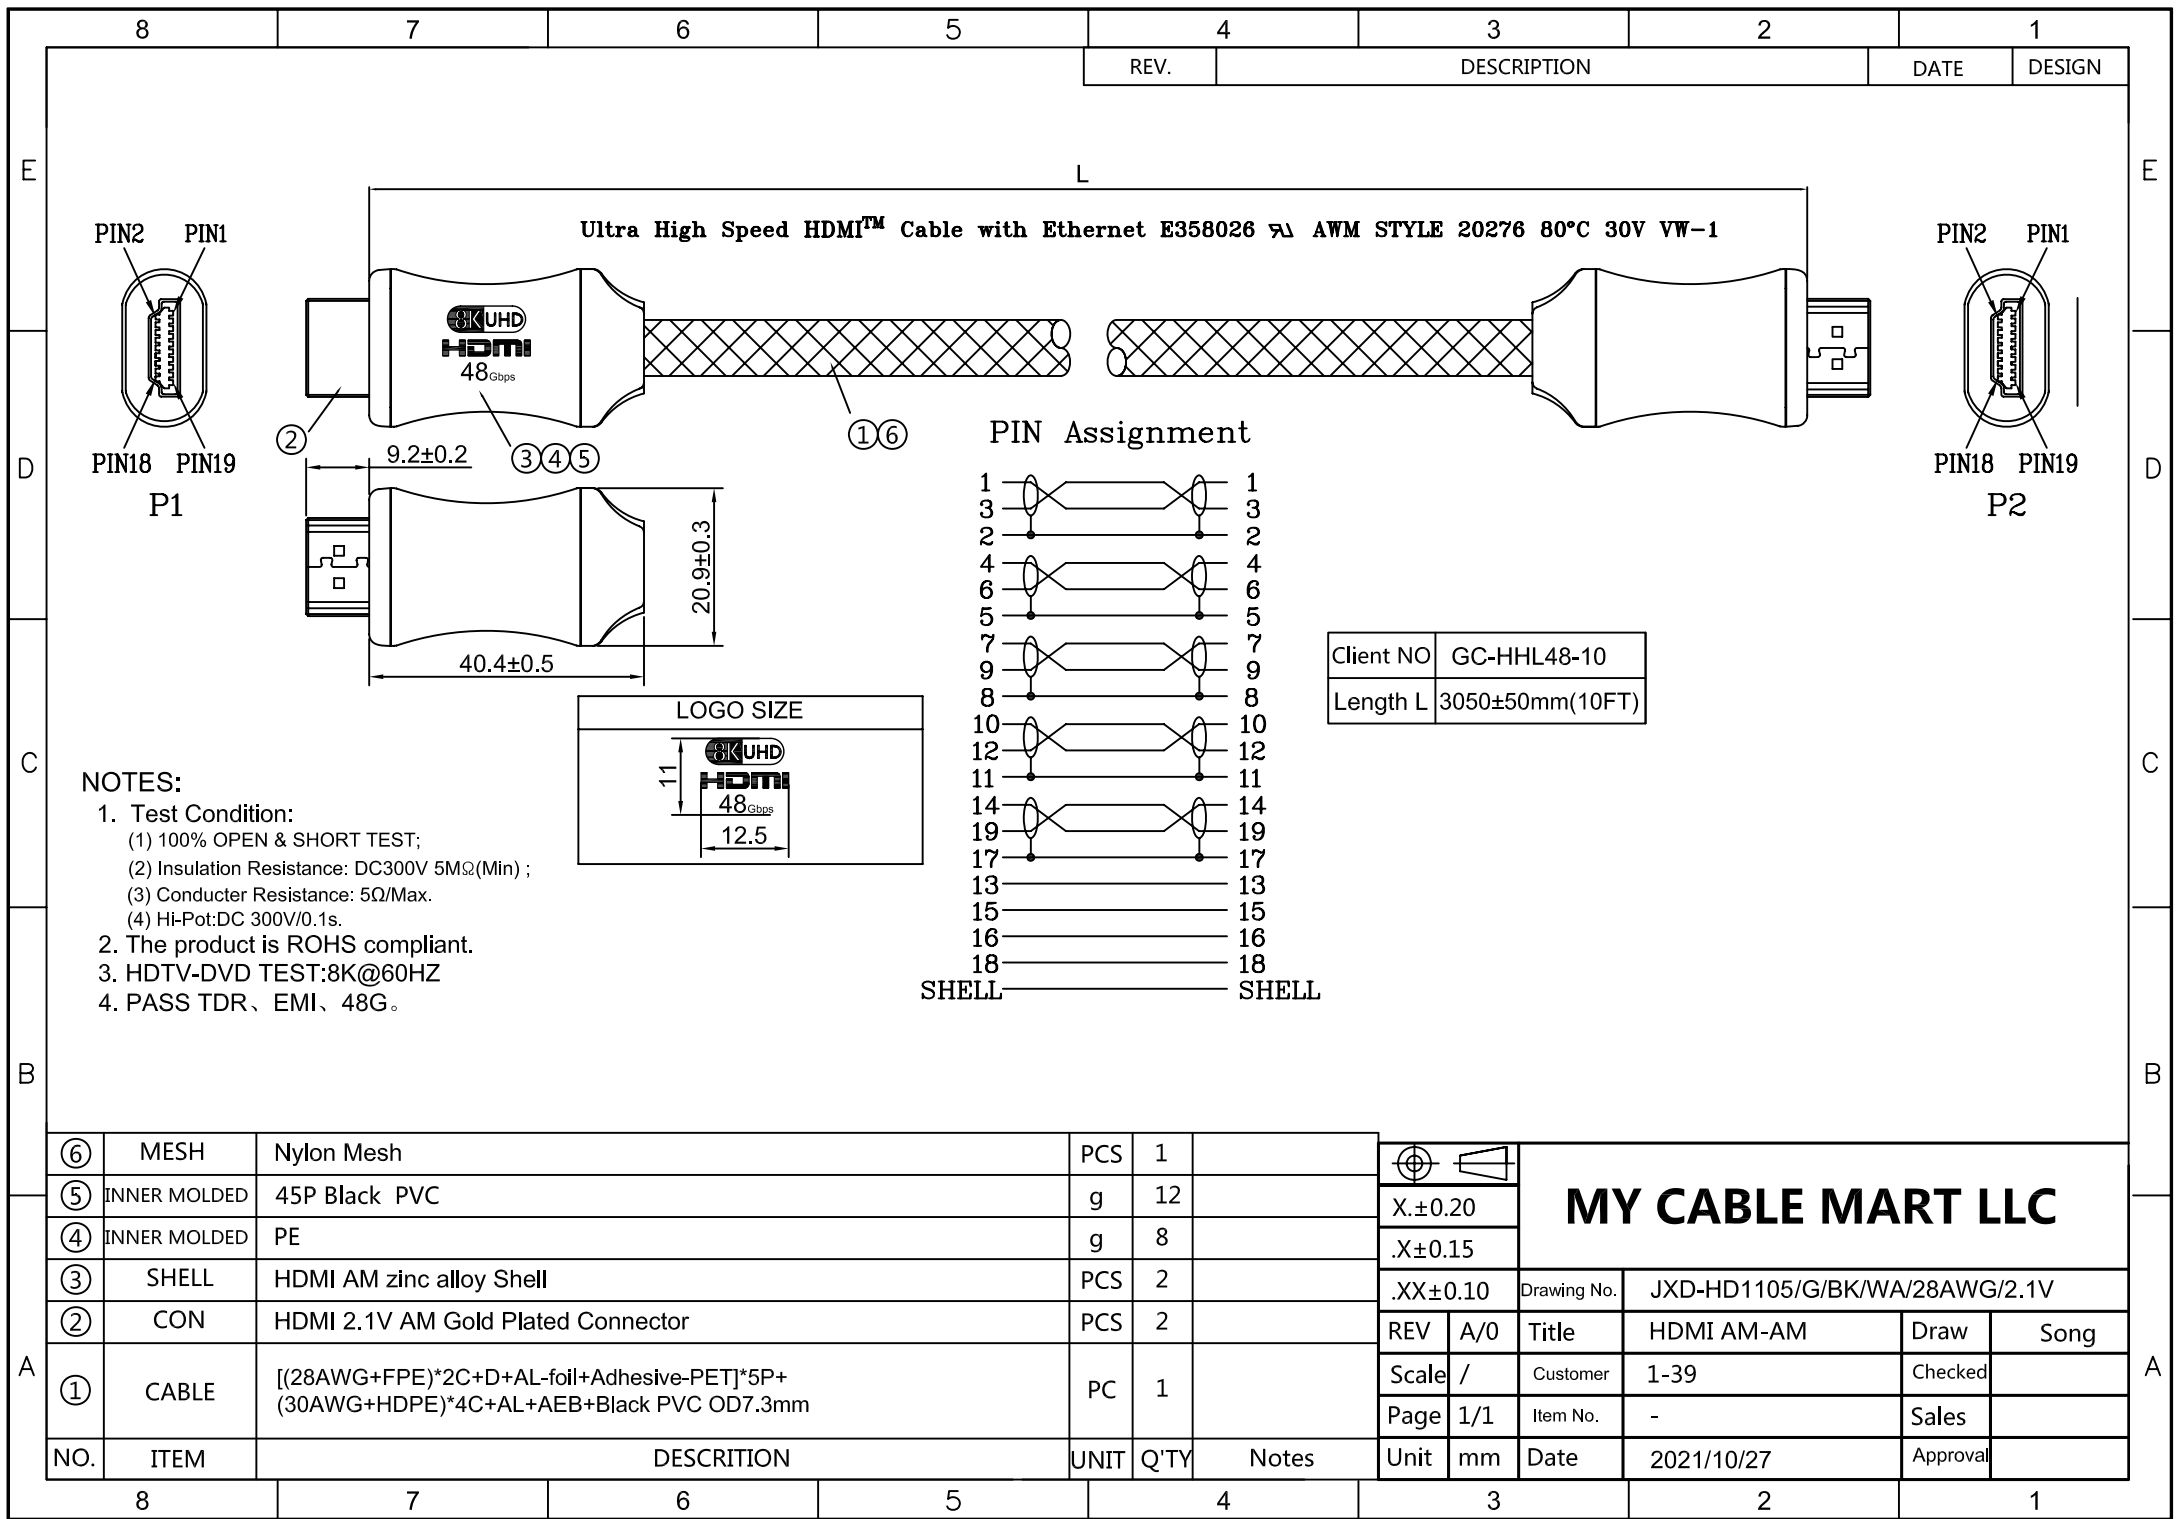 8 7 6 5 4 3 2 1
REV. DESCRIPTION DATE DESIGN
E E
L
Ultra High Speed HDMI™ Cable with Ethernet E358026 AWM STYLE 20276 80°C 30V VW-1
PIN2 PIN1
PIN2 PIN1
8K UHD
HDMI
48Gbps
② ③④⑤ ①⑥
PIN18 PIN19
P1
PIN18 PIN19
P2
D D
9.2±0.2
20.9±0.3
40.4±0.5
PIN Assignment
1 1
3 3
2 2
4 4
6 6
5 5
7 7
9 9
8 8
10 10
12 12
11 11
14 14
19 19
17 17
13 13
15 15
16 16
18 18
SHELL SHELL
Client NO GC-HHL48-10
Length L 3050±50mm(10FT)
LOGO SIZE
8K UHD
HDMI
48Gbps
11
12.5
C C
NOTES:
1. Test Condition:
(1) 100% OPEN & SHORT TEST;
(2) Insulation Resistance: DC300V 5MΩ(Min) ;
(3) Conducter Resistance: 5Ω/Max.
(4) Hi-Pot:DC 300V/0.1s.
2. The product is ROHS compliant.
3. HDTV-DVD TEST:8K@60HZ
4. PASS TDR、EMI、48G。
B B
⑥ MESH Nylon Mesh PCS 1
⑤ INNER MOLDED 45P Black PVC g 12
④ INNER MOLDED PE g 8
③ SHELL HDMI AM zinc alloy Shell PCS 2
② CON HDMI 2.1V AM Gold Plated Connector PCS 2
① CABLE [(28AWG+FPE)*2C+D+AL-foil+Adhesive-PET]*5P+
(30AWG+HDPE)*4C+AL+AEB+Black PVC OD7.3mm PC 1
NO. ITEM DESCRITION UNIT Q'TY Notes
X.±0.20
.X±0.15
.XX±0.10
MY CABLE MART LLC
Drawing No. JXD-HD1105/G/BK/WA/28AWG/2.1V
REV A/0 Title HDMI AM-AM Draw Song
Scale / Customer 1-39 Checked
Page 1/1 Item No. - Sales
Unit mm Date 2021/10/27 Approval
A A
8 7 6 5 4 3 2 1